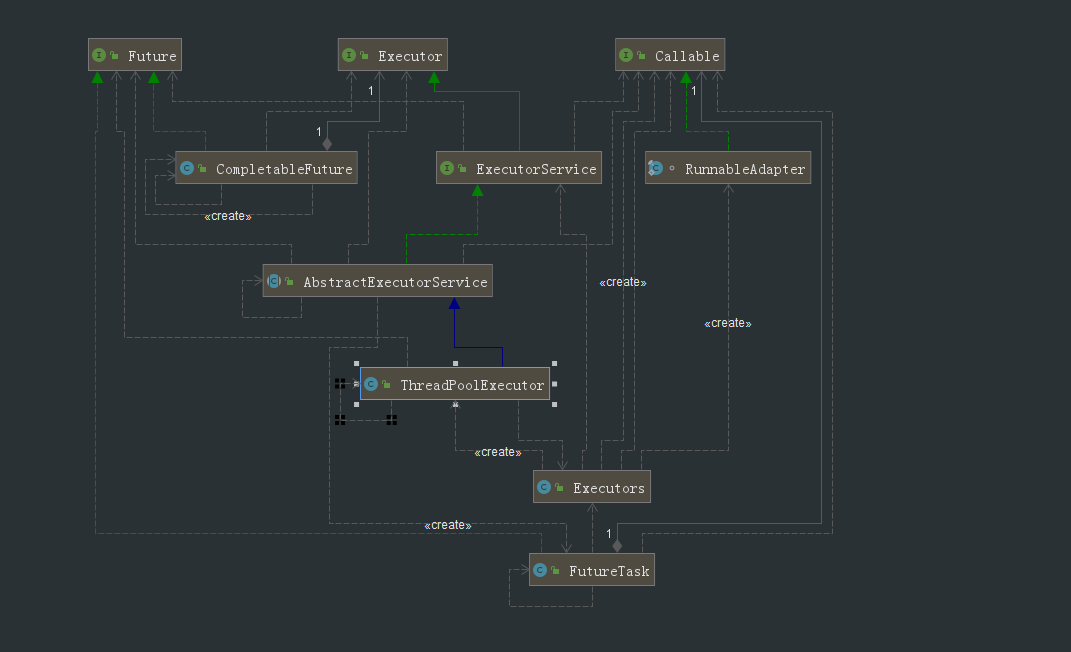 Future
Executor
Callable
1
1
1
CompletableFuture
ExecutorService
RunnableAdapter
«create»
AbstractExecutorService
«create»
«create»
ThreadPoolExecutor
«create»
Executors
«create»
1
FutureTask